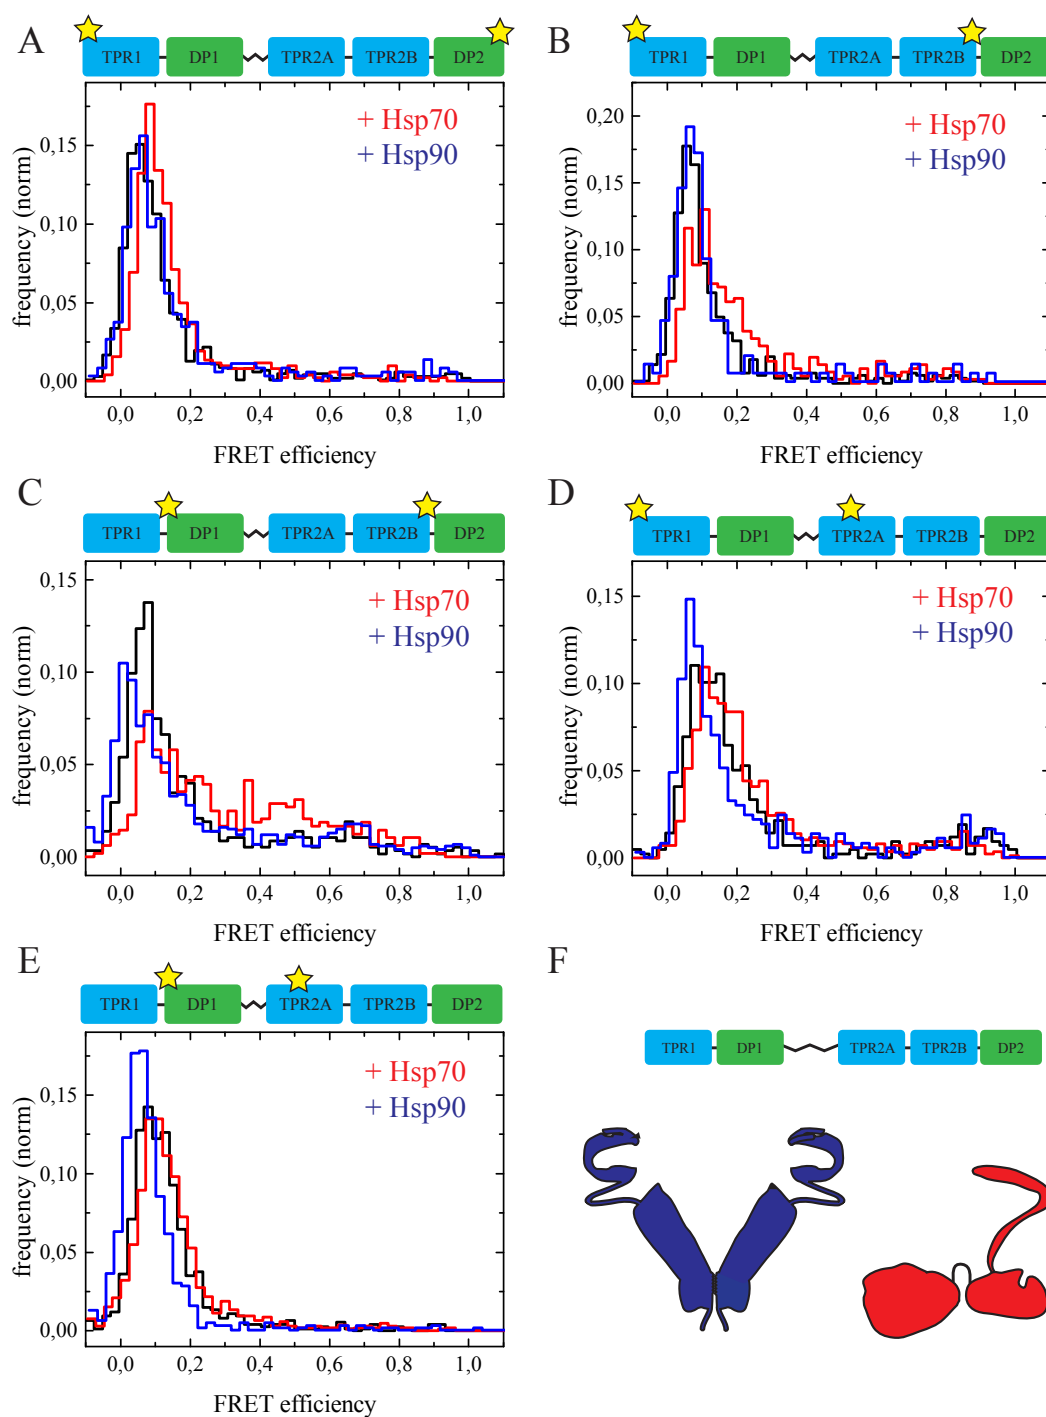 A
TPR1 DP1 TPR2A TPR2B DP2
+ Hsp70
+ Hsp90
frequency (norm)
0,15
0,10
0,05
0,00
0,0 0,2 0,4 0,6 0,8 1,0
FRET efficiency
B
TPR1 DP1 TPR2A TPR2B DP2
+ Hsp70
+ Hsp90
frequency (norm)
0,20
0,15
0,10
0,05
0,00
0,0 0,2 0,4 0,6 0,8 1,0
FRET efficiency
C
TPR1 DP1 TPR2A TPR2B DP2
+ Hsp70
+ Hsp90
frequency (norm)
0,15
0,10
0,05
0,00
0,0 0,2 0,4 0,6 0,8 1,0
FRET efficiency
D
TPR1 DP1 TPR2A TPR2B DP2
+ Hsp70
+ Hsp90
frequency (norm)
0,15
0,10
0,05
0,00
0,0 0,2 0,4 0,6 0,8 1,0
FRET efficiency
E
TPR1 DP1 TPR2A TPR2B DP2
+ Hsp70
+ Hsp90
frequency (norm)
0,15
0,10
0,05
0,00
0,0 0,2 0,4 0,6 0,8 1,0
FRET efficiency
F
TPR1 DP1 TPR2A TPR2B DP2